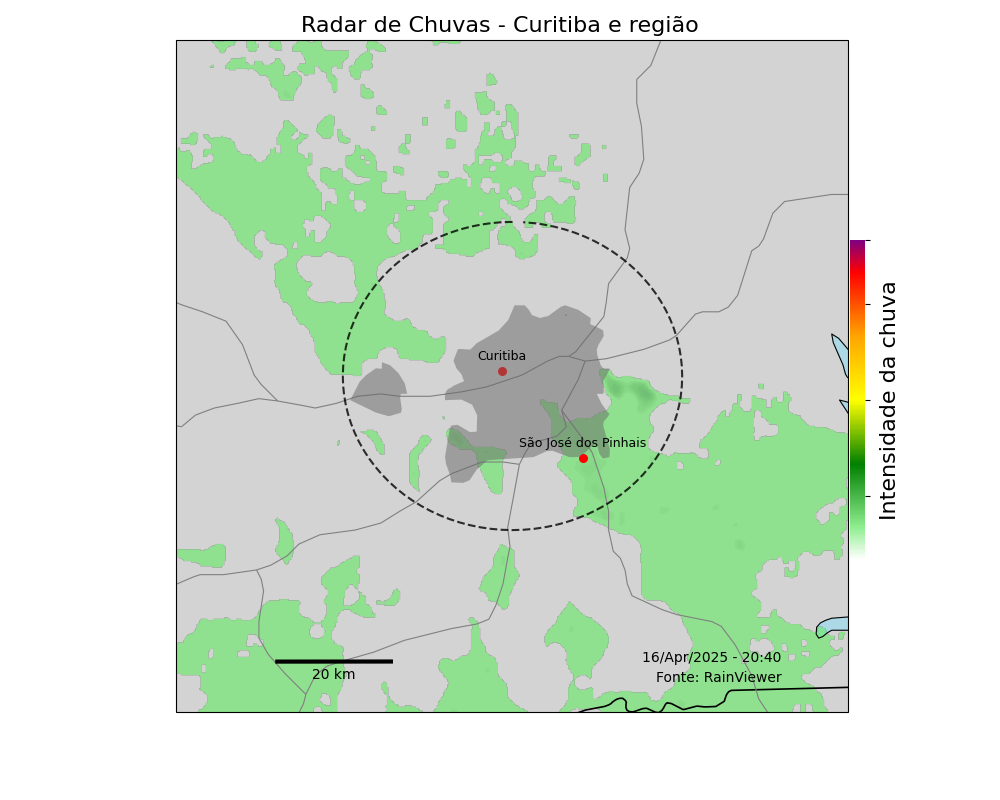 Radar de Chuvas - Curitiba e região
Curitiba
São José dos Pinhais
Intensidade da chuva
16/Apr/2025 - 20:40
Fonte: RainViewer
20 km